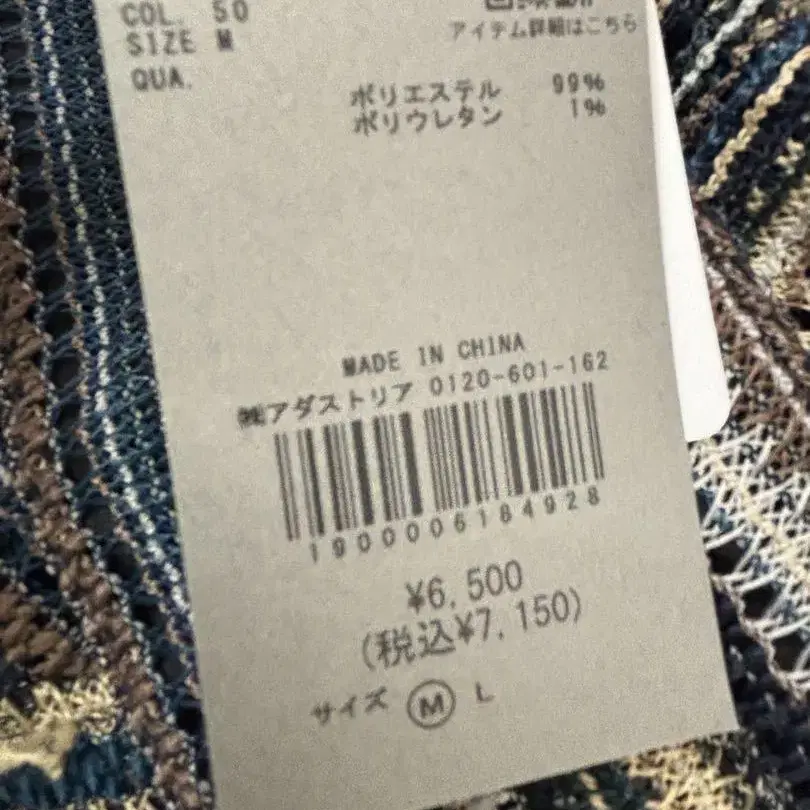 COL. 50
SIZE M
アイテム詳細はこちら
QUA.
ポリエステル 99%
ポリウレタン 1%
MADE IN CHINA
㈱アダストリア 0120-601-162
1900006184928
¥6,500
(税込¥7,150)
サイズ Ⓜ L